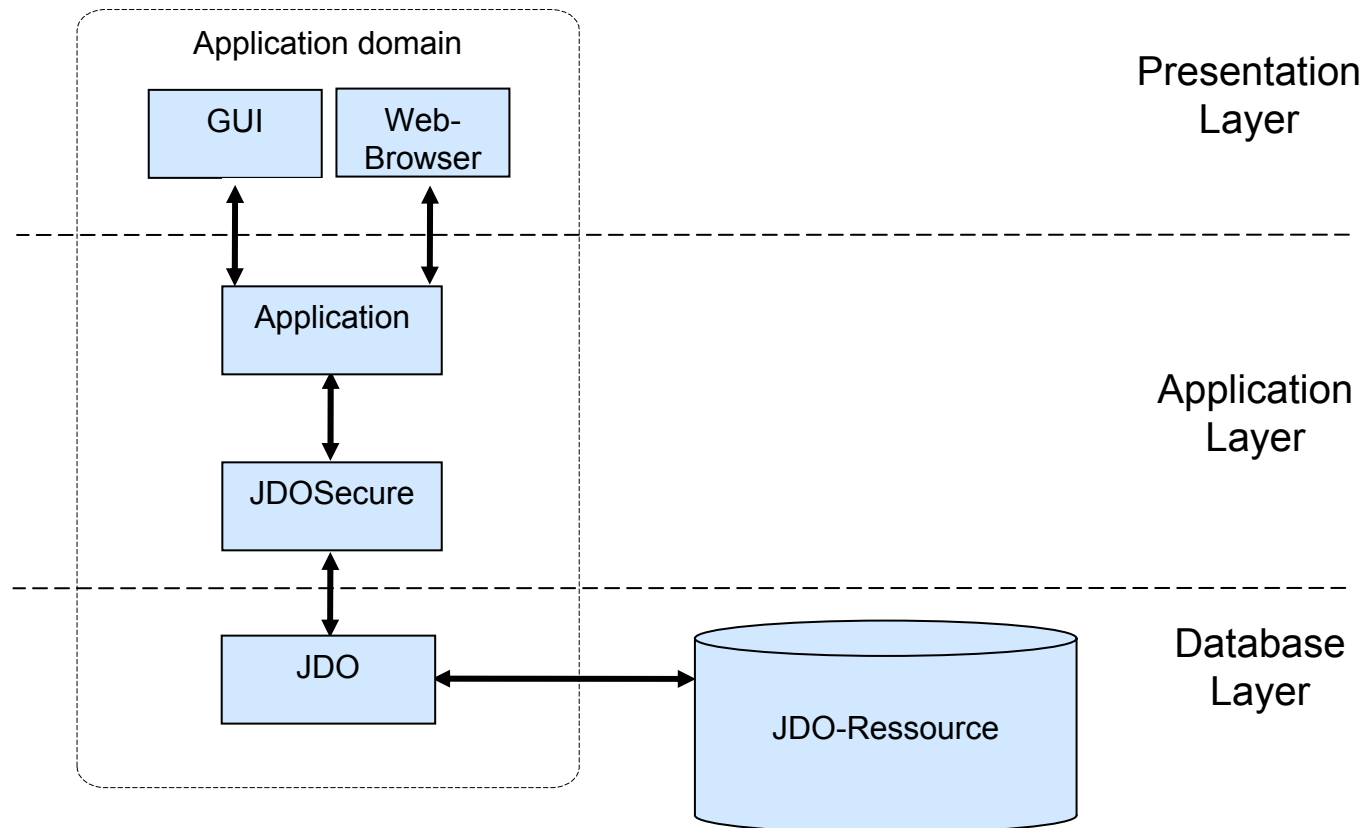 Application domain
Presentation
Layer
GUI
Web-
Browser
Application
Application
Layer
JDOSecure
JDO
Database
Layer
JDO-Ressource